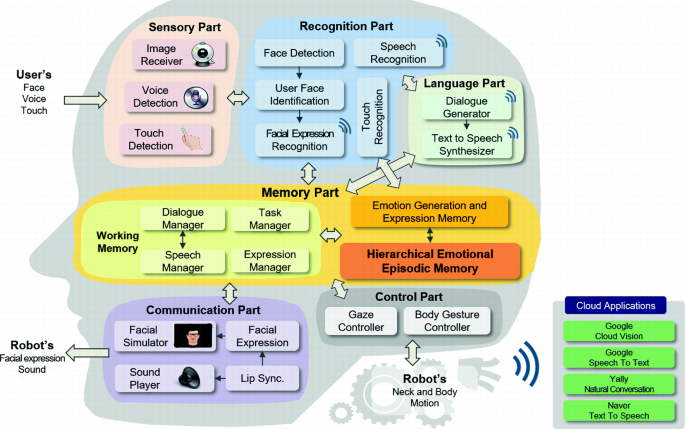 Sensory Part
Image
Receiver
Voice
Detection
Touch
Detection
User's
Face
Voice
Touch
Recognition Part
Face Detection
User Face
Identification
Facial Expression
Recognition
Speech
Recognition
Touch
Recognition
Language Part
Dialogue
Generator
Text to Speech
Synthesizer
Memory Part
Working
Memory
Dialogue
Manager
Task
Manager
Speech
Manager
Expression
Manager
Emotion Generation and
Expression Memory
Hierarchical Emotional
Episodic Memory
Communication Part
Facial
Simulator
Facial
Expression
Sound
Player
Lip Sync.
Robot's
Facial expression
Sound
Control Part
Gaze
Controller
Body Gesture
Controller
Robot's
Neck and Body
Motion
Cloud Applications
Google
Cloud Vision
Google
Speech To Text
Yally
Natural Conversation
Naver
Text To Speech